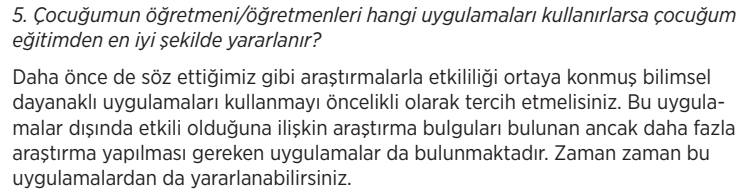 5. Çocuğumun öğretmeni/öğretmenleri hangi uygulamaları kullanırlarsa çocuğum
eğitimden en iyi şekilde yararlanır?
Daha önce de söz ettiğimiz gibi araştırmalarla etkililiği ortaya konmuş bilimsel
dayanaklı uygulamaları kullanmayı öncelikli olarak tercih etmelisiniz. Bu uygula-
malar dışında etkili olduğuna ilişkin araştırma bulguları bulunan ancak daha fazla
araştırma yapılması gereken uygulamalar da bulunmaktadır. Zaman zaman bu
uygulamalardan da yararlanabilirsiniz.